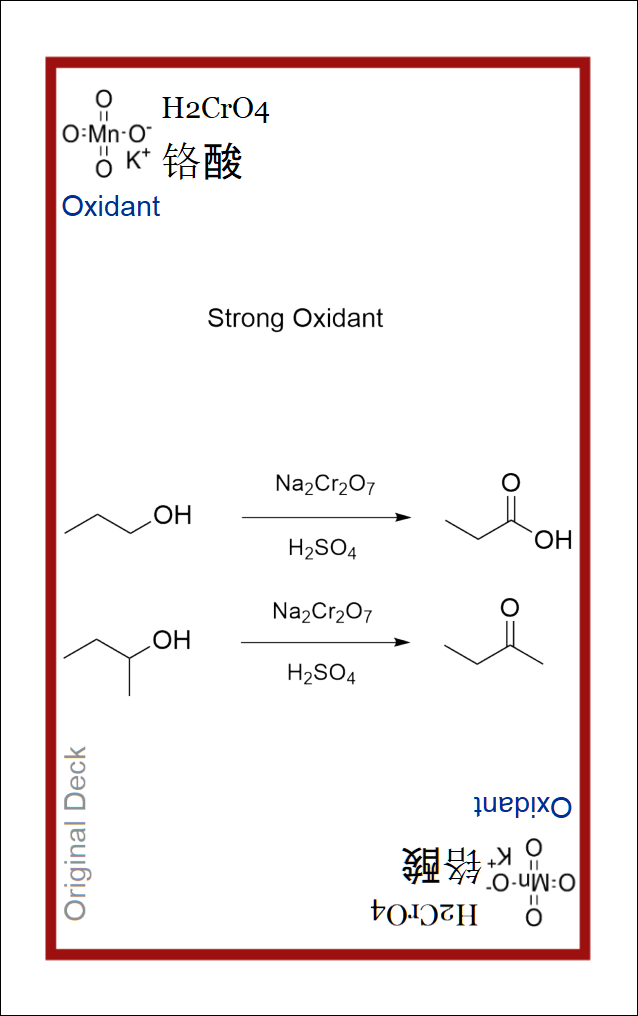 H2CrO4
O
O=Mn-O-
O K+
铬酸
Oxidant
Strong Oxidant
OH
Na2Cr2O7
H2SO4
O
OH
OH
Na2Cr2O7
H2SO4
O
Original Deck
Oxidant
铬酸
K+
O
O=Mn-O-
O
H2CrO4